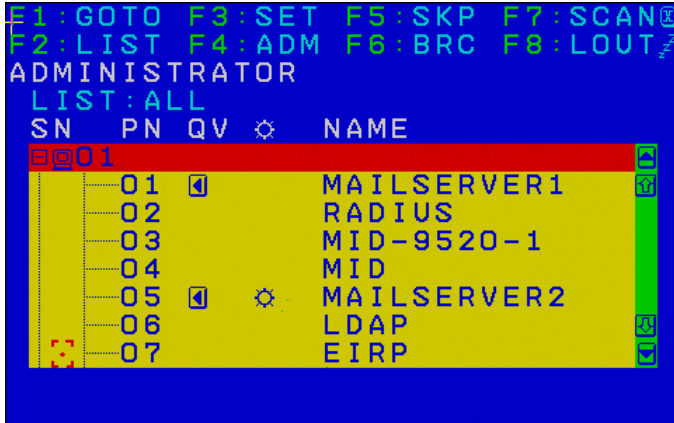 F1:GOTO F3:SET F5:SKP F7:SCAN
F2:LIST F4:ADM F6:BRC F8:LOUT zzz
ADMINISTRATOR
LIST:ALL
SN PN QV NAME
01
01 MAILSERVER1
02 RADIUS
03 MID-9520-1
04 MID
05 MAILSERVER2
06 LDAP
07 EIRP